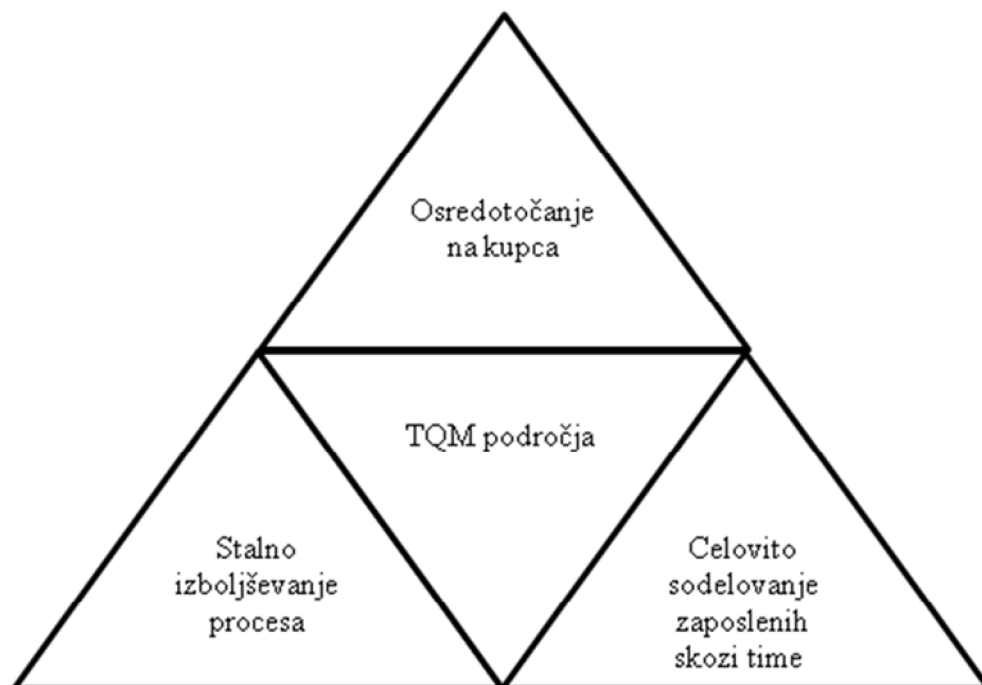 Osredotočanje
na kupca
TQM področja
Stalno
izboljševanje
procesa
Celovito
sodelovanje
zaposlenih
skozi time